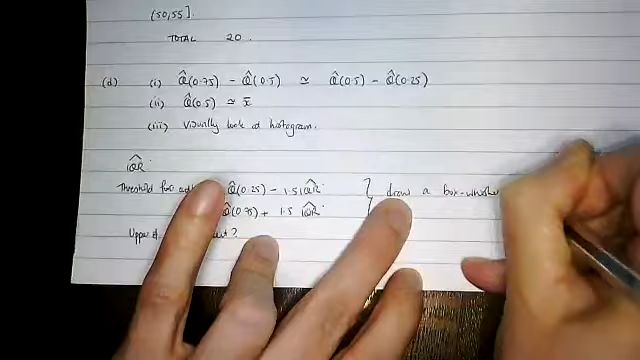 (50,55].
TOTAL 20.
(d) (i) Q̂(0.75) - Q̂(0.5) ≃ Q̂(0.5) - Q̂(0.25)
(ii) Q̂(0.5) ≃ x̄
(iii) Visually look at histogram.
IQR̂
Threshold for Q̂(0.25) - 1.5 IQR̂ } draw a box-whisker
Q̂(0.75) + 1.5 IQR̂
Upper &